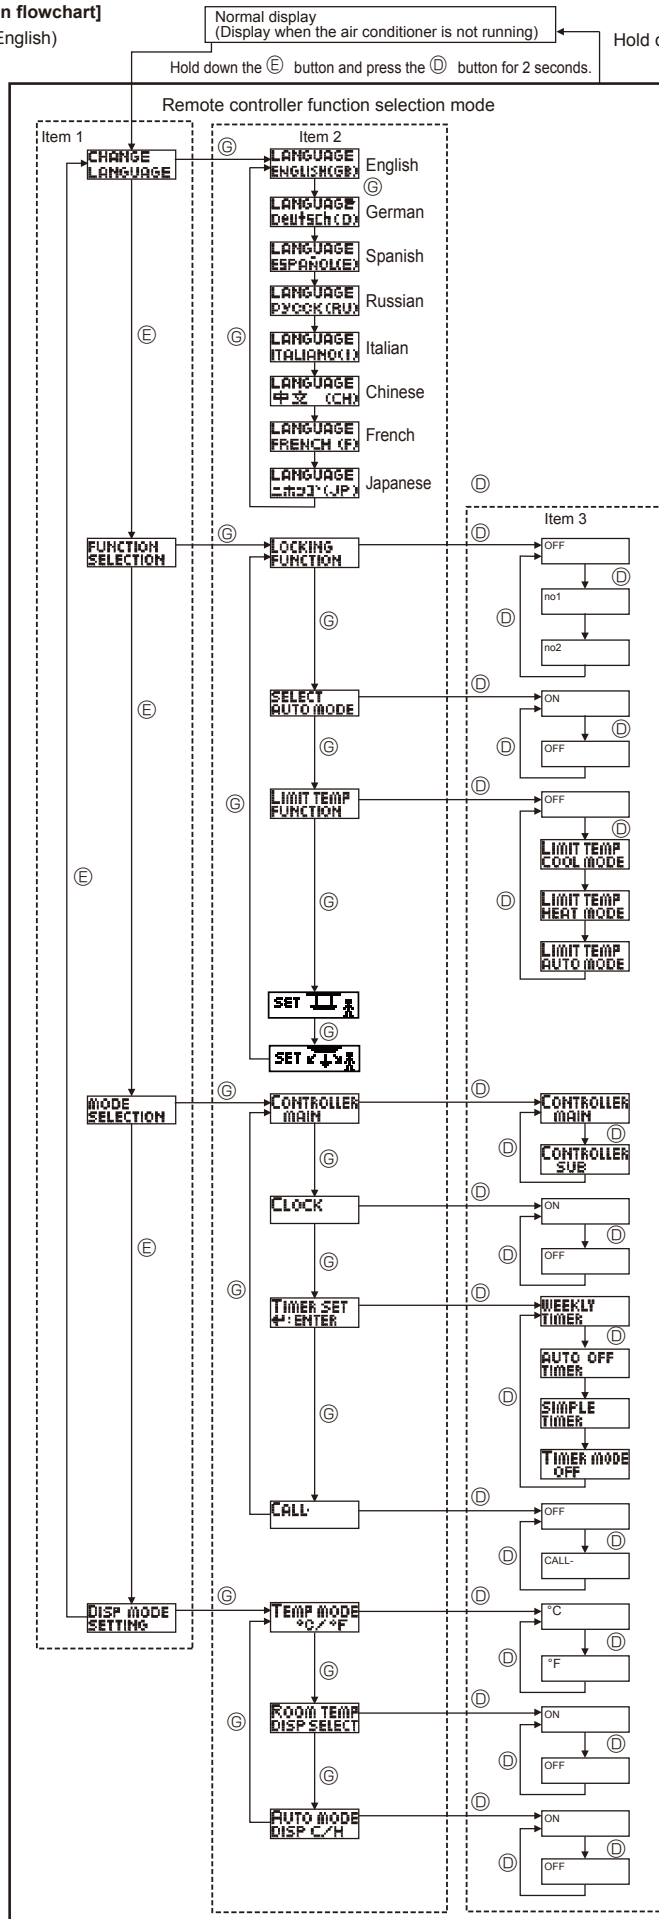 n flowchart]
English)
Normal display
(Display when the air conditioner is not running)
Hold
Hold down the Ⓔ button and press the Ⓓ button for 2 seconds.
Remote controller function selection mode
Item 1
Item 2
CHANGE
LANGUAGE
Ⓖ
LANGUAGE
ENGLISH(GB)
English
Ⓖ
LANGUAGE
Deutsch(D)
German
LANGUAGE
ESPAÑOL(E)
Spanish
LANGUAGE
РУССК(RU)
Russian
Ⓔ
Ⓖ
LANGUAGE
ITALIANO(I)
Italian
LANGUAGE
中文 (CH)
Chinese
LANGUAGE
FRENCH (F)
French
LANGUAGE
ニホンゴ(JP)
Japanese
Ⓓ
Item 3
FUNCTION
SELECTION
Ⓖ
LOCKING
FUNCTION
Ⓓ
OFF
Ⓓ
no1
Ⓖ
Ⓓ
no2
Ⓔ
SELECT
AUTO MODE
Ⓓ
ON
Ⓓ
Ⓖ
Ⓓ
OFF
Ⓖ
LIMIT TEMP
FUNCTION
Ⓓ
OFF
Ⓓ
LIMIT TEMP
COOL MODE
Ⓔ
Ⓖ
Ⓓ
LIMIT TEMP
HEAT MODE
LIMIT TEMP
AUTO MODE
SET
Ⓖ
SET
MODE
SELECTION
Ⓖ
CONTROLLER
MAIN
Ⓓ
CONTROLLER
MAIN
Ⓓ
Ⓖ
Ⓓ
CONTROLLER
SUB
CLOCK
Ⓓ
ON
Ⓓ
Ⓔ
Ⓖ
Ⓓ
OFF
Ⓖ
TIMER SET
↵:ENTER
Ⓓ
WEEKLY
TIMER
Ⓓ
AUTO OFF
TIMER
Ⓖ
Ⓓ
SIMPLE
TIMER
TIMER MODE
OFF
CALL-
Ⓓ
OFF
Ⓓ
Ⓓ
CALL-
DISP MODE
SETTING
Ⓖ
TEMP MODE
°C/°F
Ⓓ
°C
Ⓓ
Ⓖ
Ⓓ
°F
Ⓖ
ROOM TEMP
DISP SELECT
Ⓓ
ON
Ⓓ
Ⓖ
Ⓓ
OFF
AUTO MODE
DISP C/H
Ⓓ
ON
Ⓓ
Ⓓ
OFF